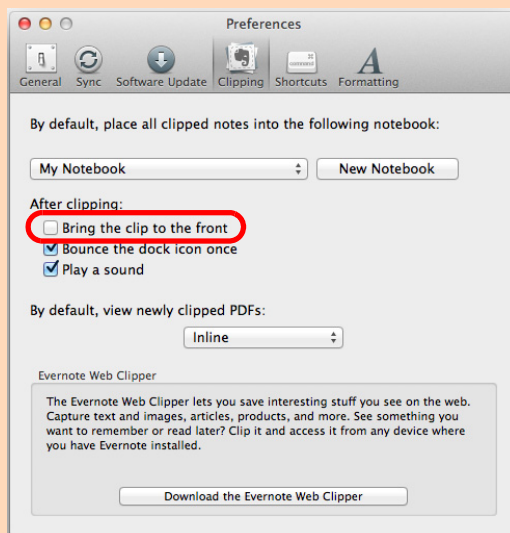 Preferences
General Sync Software Update Clipping Shortcuts Formatting
By default, place all clipped notes into the following notebook:
My Notebook New Notebook
After clipping:
Bring the clip to the front
Bounce the dock icon once
Play a sound
By default, view newly clipped PDFs:
Inline
Evernote Web Clipper
The Evernote Web Clipper lets you save interesting stuff you see on the web.
Capture text and images, articles, products, and more. See something you
want to remember or read later? Clip it and access it from any device where
you have Evernote installed.
Download the Evernote Web Clipper